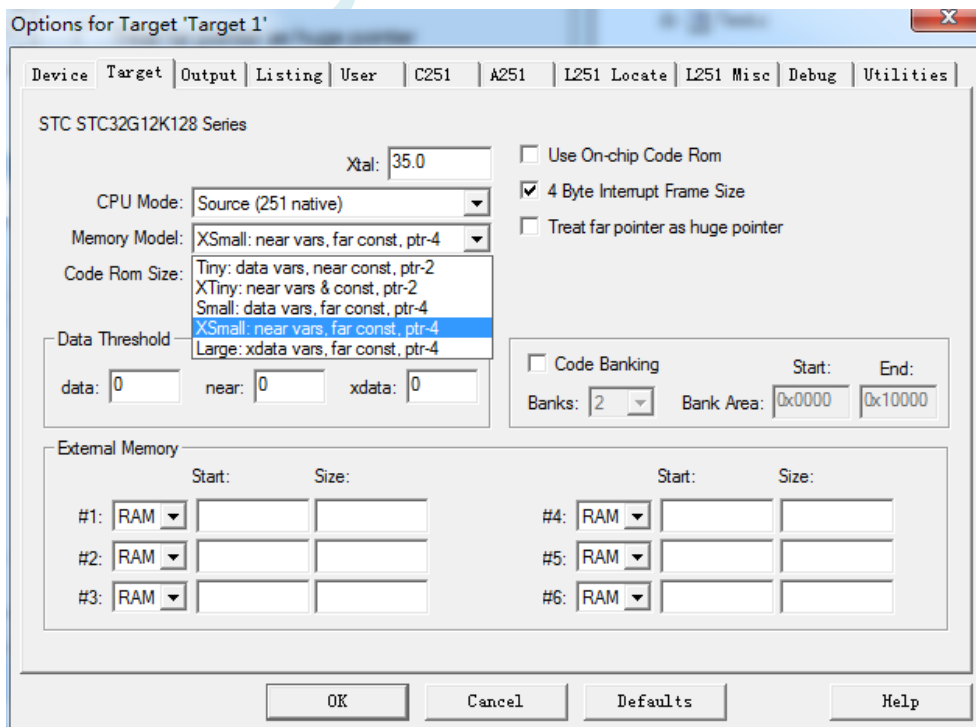 Options for Target 'Target 1'
Device Target Output Listing User C251 A251 L251 Locate L251 Misc Debug Utilities
STC STC32G12K128 Series
Xtal: 35.0
Use On-chip Code Rom
CPU Mode: Source (251 native)
4 Byte Interrupt Frame Size
Memory Model: XSmall: near vars, far const, ptr-4
Treat far pointer as huge pointer
Code Rom Size:
Tiny: data vars, near const, ptr-2
XTiny: near vars & const, ptr-2
Small: data vars, far const, ptr-4
XSmall: near vars, far const, ptr-4
Large: xdata vars, far const, ptr-4
Data Threshold
data: 0 near: 0 xdata: 0
Code Banking Start: End:
Banks: 2 Bank Area: 0x0000 0x10000
External Memory
Start: Size: Start: Size:
#1: RAM #4: RAM
#2: RAM #5: RAM
#3: RAM #6: RAM
OK Cancel Defaults Help